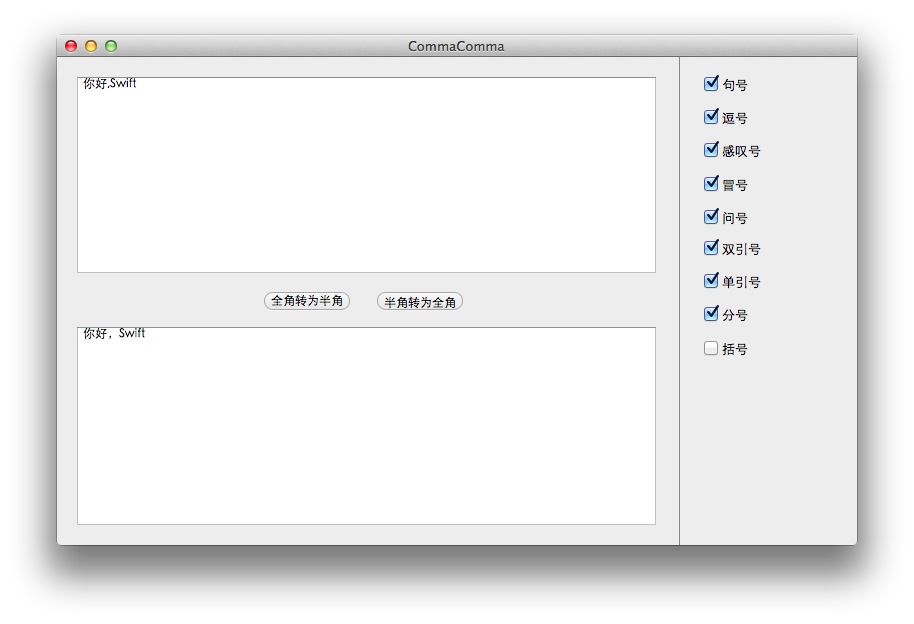 CommaComma
你好,Swift
全角转为半角
半角转为全角
你好，Swift
句号
逗号
感叹号
冒号
问号
双引号
单引号
分号
括号